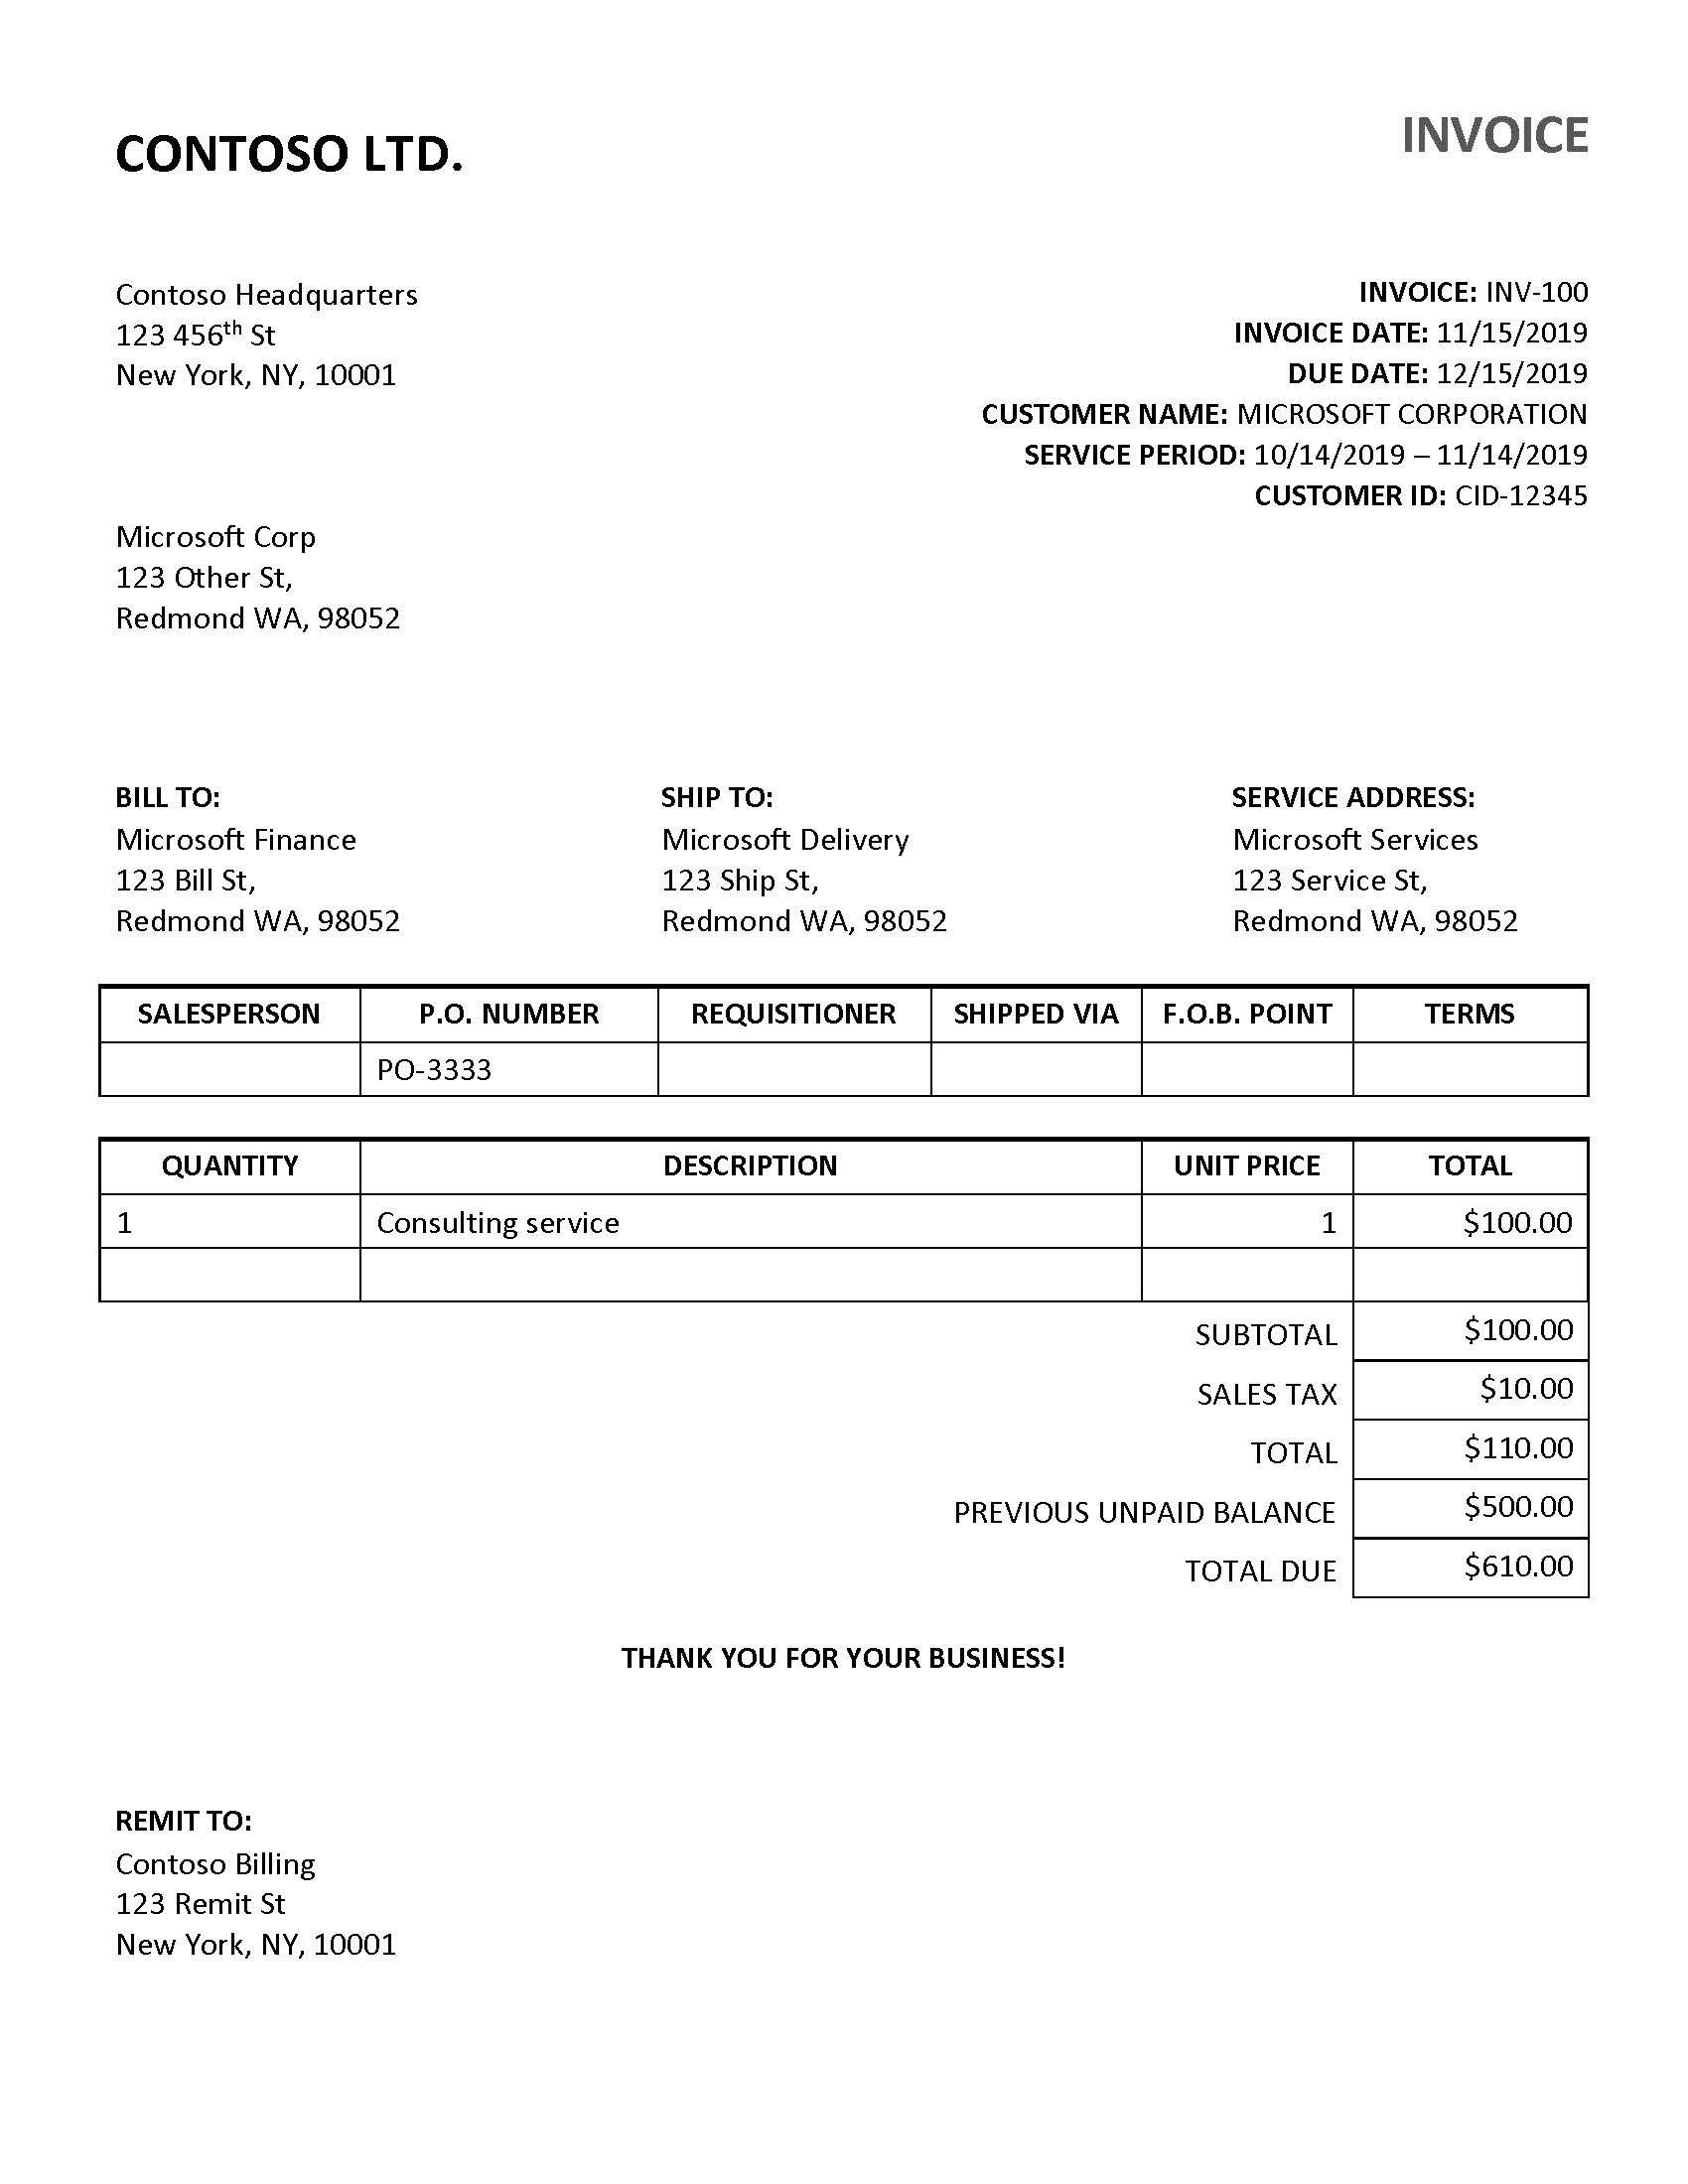 CONTOSO LTD.
INVOICE
Contoso Headquarters
123 456th St
New York, NY, 10001
INVOICE: INV-100
INVOICE DATE: 11/15/2019
DUE DATE: 12/15/2019
CUSTOMER NAME: MICROSOFT CORPORATION
SERVICE PERIOD: 10/14/2019 – 11/14/2019
CUSTOMER ID: CID-12345
Microsoft Corp
123 Other St,
Redmond WA, 98052
BILL TO:
Microsoft Finance
123 Bill St,
Redmond WA, 98052
SHIP TO:
Microsoft Delivery
123 Ship St,
Redmond WA, 98052
SERVICE ADDRESS:
Microsoft Services
123 Service St,
Redmond WA, 98052
SALESPERSON P.O. NUMBER REQUISITIONER SHIPPED VIA F.O.B. POINT TERMS
PO-3333
QUANTITY DESCRIPTION UNIT PRICE TOTAL
1 Consulting service 1 $100.00
SUBTOTAL $100.00
SALES TAX $10.00
TOTAL $110.00
PREVIOUS UNPAID BALANCE $500.00
TOTAL DUE $610.00
THANK YOU FOR YOUR BUSINESS!
REMIT TO:
Contoso Billing
123 Remit St
New York, NY, 10001